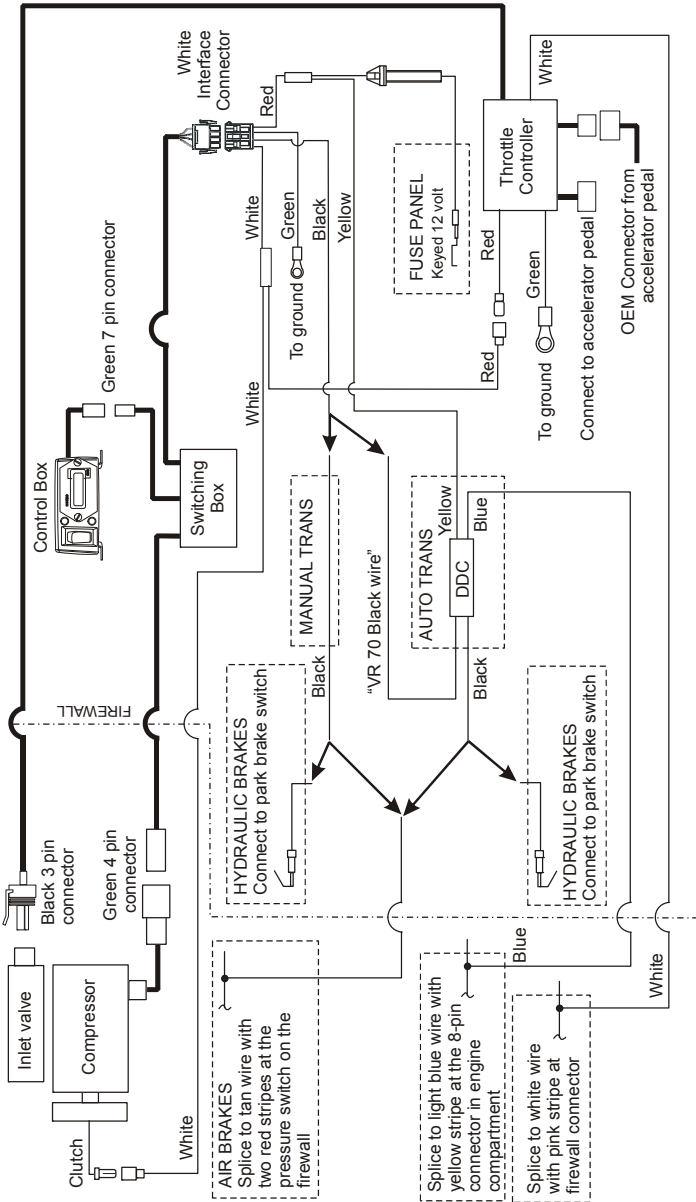 Inlet valve
Black 3 pin
connector
Compressor
Green 4 pin
connector
Clutch
White
FIREWALL
Control Box
Green 7 pin connector
Switching
Box
White
Interface
Connector
White
White
Red
Green
To ground
Black
Yellow
AIR BRAKES
Splice to tan wire with
two red stripes at the
pressure switch on the
firewall
HYDRAULIC BRAKES
Connect to park brake switch
Black
MANUAL TRANS
"VR 70 Black wire"
AUTO TRANS
Yellow
DDC
Blue
Black
FUSE PANEL
Keyed 12 volt
Red
Red
Green
To ground
Throttle
Controller
White
Connect to accelerator pedal
OEM Connector from
accelerator pedal
HYDRAULIC BRAKES
Connect to park brake switch
Splice to light blue wire with
yellow stripe at the 8-pin
connector in engine
compartment
Blue
Splice to white wire
with pink stripe at
firewall connector
White